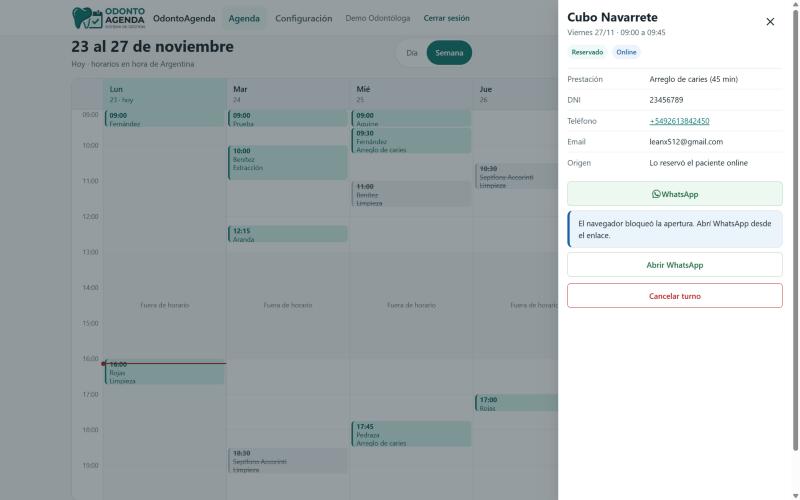 ODONTO
AGENDA
SISTEMA DE GESTIÓN
OdontoAgenda
Agenda
Configuración
Demo Odontóloga
Cerrar sesión
23 al 27 de noviembre
Hoy · horarios en hora de Argentina
Día
Semana
Lun
23 · hoy
Mar
24
Mié
25
Jue
26
09:00
10:00
11:00
12:00
13:00
14:00
15:00
16:00
17:00
18:00
19:00
09:00
Fernández
Fuera de horario
16:00
Rojas
Limpieza
09:00
Prueba
10:00
Benítez
Extracción
12:15
Aranda
Fuera de horario
18:30
Septfons Accorinti
Limpieza
09:00
Aguirre
09:30
Fernández
Arreglo de caries
11:00
Benítez
Limpieza
Fuera de horario
17:45
Pedraza
Arreglo de caries
10:30
Septfons Accorinti
Limpieza
Fuera de horario
17:00
Rojas
Cubo Navarrete
Viernes 27/11 · 09:00 a 09:45
Reservado
Online
Prestación
Arreglo de caries (45 min)
DNI
23456789
Teléfono
+5492613842450
Email
leanx512@gmail.com
Origen
Lo reservó el paciente online
WhatsApp
El navegador bloqueó la apertura. Abrí WhatsApp desde
el enlace.
Abrir WhatsApp
Cancelar turno